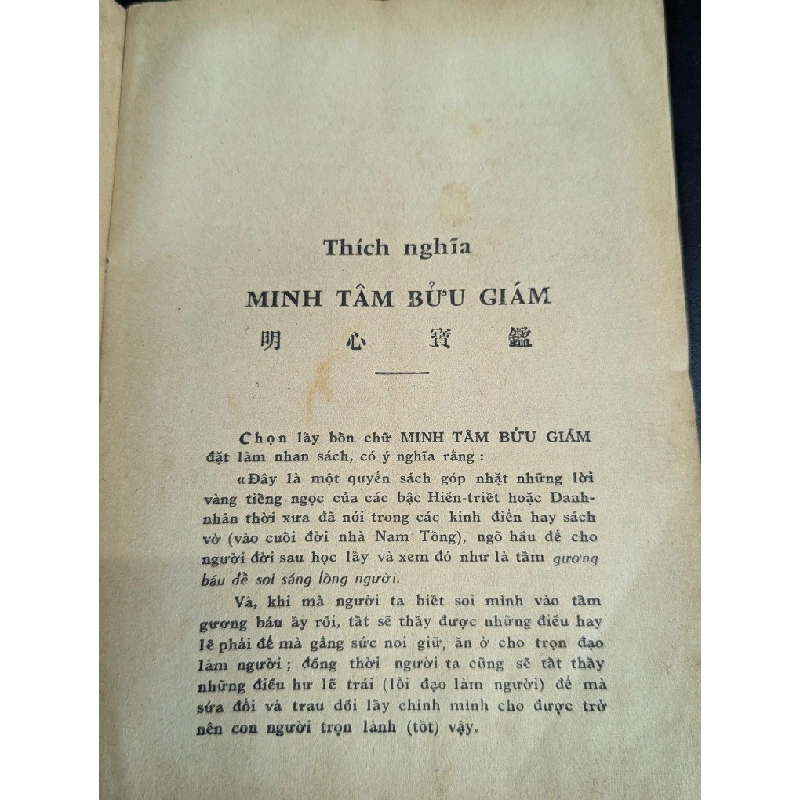 Thích nghĩa
MINH TÂM BỬU GIÁM
明 心 寶 鑑
Chọn lấy bốn chữ MINH TÂM BỬU GIÁM
đặt làm nhan sách, có ý nghĩa rằng :
«Đây là một quyển sách góp nhặt những lời
vàng tiếng ngọc của các bậc Hiền-triết hoặc Danh-
nhân thời xưa đã nói trong các kinh điển hay sách
vở (vào cuối đời nhà Nam Tống), ngõ hầu để cho
người đời sau học lấy và xem đó như là tấm gương
báu để soi sáng lòng người.
Và, khi mà người ta biết soi mình vào tấm
gương báu ấy rồi, tất sẽ thấy được những điều hay
lẽ phải để mà gắng sức noi giữ, ăn ở cho trọn đạo
làm người ; đồng thời người ta cũng sẽ tất thấy
những điều hư lẽ trái (lỗi đạo làm người) để mà
sửa đổi và trau dồi lấy chính mình cho được trở
nên con người trọn lành (tốt) vậy.